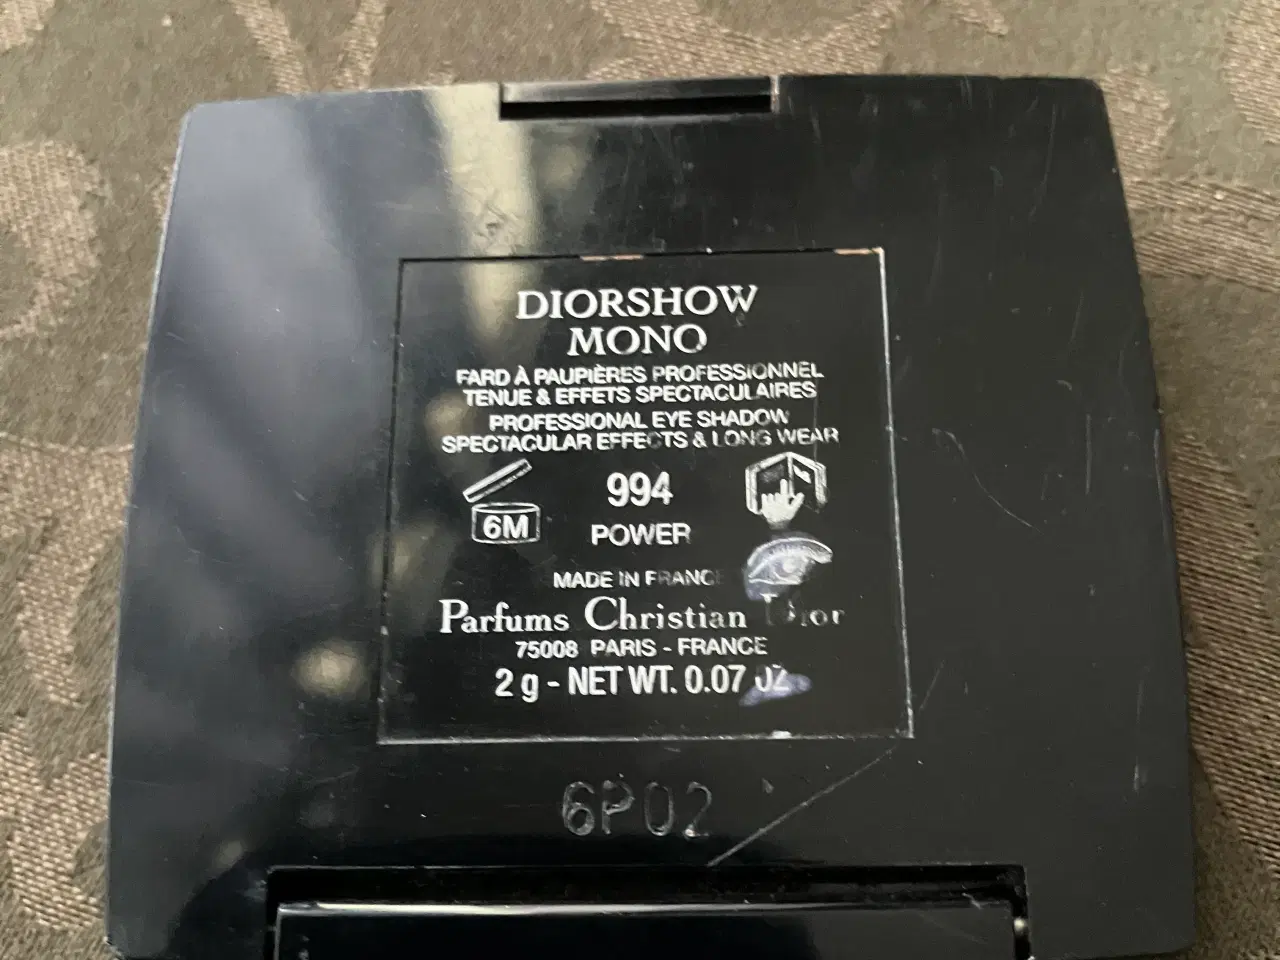 DIORSHOW
MONO
FARD À PAUPIÈRES PROFESSIONNEL
TENUE & EFFETS SPECTACULAIRES
PROFESSIONAL EYE SHADOW
SPECTACULAR EFFECTS & LONG WEAR
994
6M
POWER
MADE IN FRANCE
Parfums Christian Dior
75008 PARIS - FRANCE
2 g - NET WT. 0.07 OZ
6P02